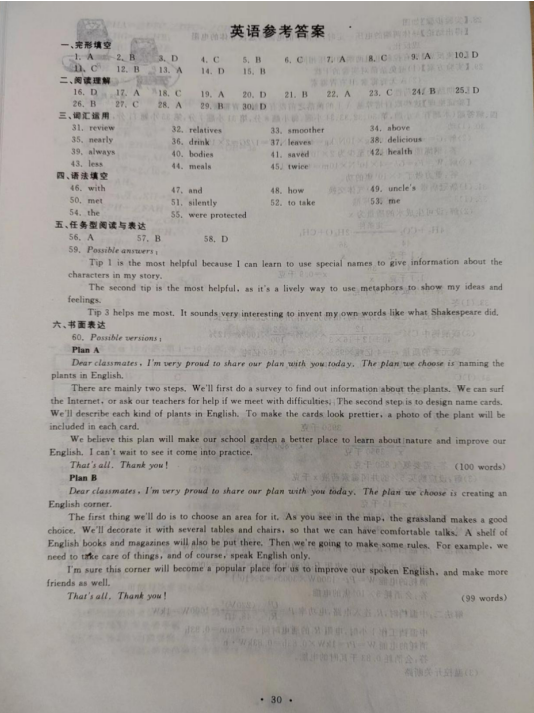 英语参考答案
一、完形填空
1. A 2. B 3. D 4. C 5. B 6. C 7. A 8. C 9. A 10. D
11. C 12. B 13. A 14. D 15. B
二、阅读理解
16. D 17. A 18. C 19. A 20. D 21. B 22. A 23. C 24. B 25. D
26. B 27. C 28. A 29. B 30. D
三、词汇运用
31. review 32. relatives 33. smoother 34. above
35. nearly 36. drink 37. leaves 38. delicious
39. always 40. bodies 41. saved 42. health
43. less 44. meals 45. twice
四、语法填空
46. with 47. and 48. how 49. uncle's
50. met 51. silently 52. to take 53. me
54. the 55. were protected
五、任务型阅读与表达
56. A 57. B 58. D
59. Possible answers:
Tip 1 is the most helpful because I can learn to use special names to give information about the
characters in my story.
The second tip is the most helpful, as it's a lively way to use metaphors to show my ideas and
feelings.
Tip 3 helps me most. It sounds very interesting to invent my own words like what Shakespeare did.
六、书面表达
60. Possible versions:
Plan A
Dear classmates, I'm very proud to share our plan with you today. The plan we choose is naming the
plants in English.
There are mainly two steps. We'll first do a survey to find out information about the plants. We can surf
the Internet, or ask our teachers for help if we meet with difficulties. The second step is to design name cards.
We'll describe each kind of plants in English. To make the cards look prettier, a photo of the plant will be
included in each card.
We believe this plan will make our school garden a better place to learn about nature and improve our
English. I can't wait to see it come into practice.
That's all. Thank you! (100 words)
Plan B
Dear classmates, I'm very proud to share our plan with you today. The plan we choose is creating an
English corner.
The first thing we'll do is to choose an area for it. As you see in the map, the grassland makes a good
choice. We'll decorate it with several tables and chairs, so that we can have comfortable talks. A shelf of
English books and magazines will also be put there. Then we're going to make some rules. For example, we
need to take care of things, and of course, speak English only.
I'm sure this corner will become a popular place for us to improve our spoken English, and make more
friends as well.
That's all. Thank you! (99 words)
· 30 ·